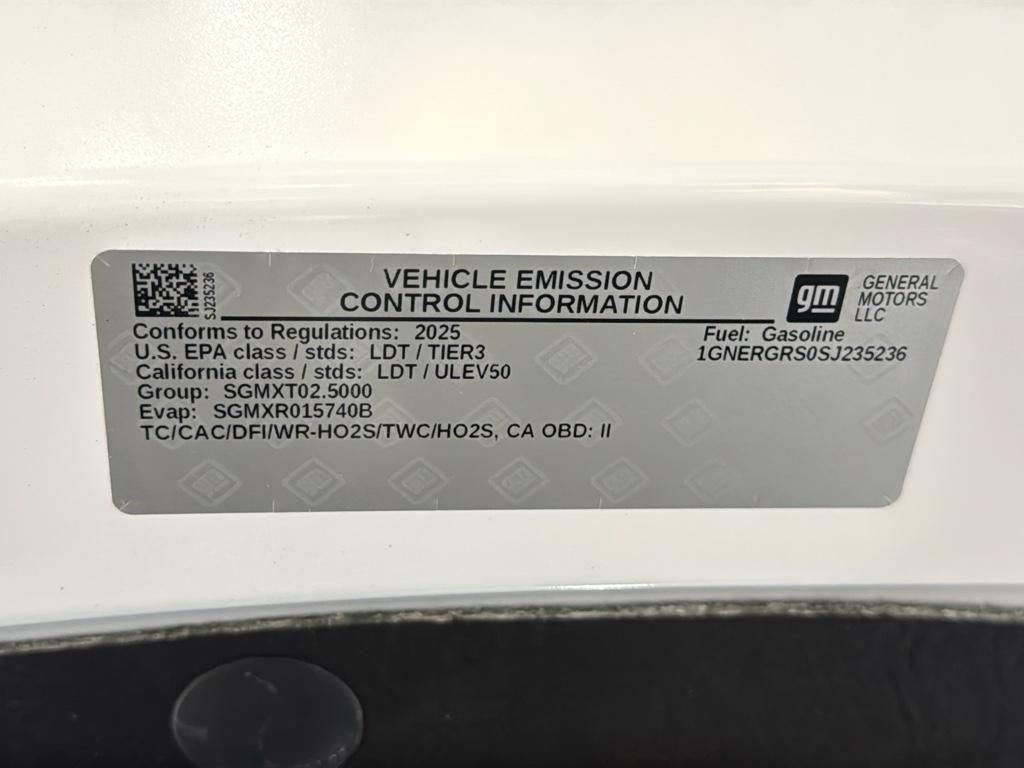 SJ235236
VEHICLE EMISSION
CONTROL INFORMATION
gm
GENERAL
MOTORS
LLC
Conforms to Regulations: 2025
Fuel: Gasoline
U.S. EPA class / stds: LDT / TIER3
1GNERGRS0SJ235236
California class / stds: LDT / ULEV50
Group: SGMXT02.5000
Evap: SGMXR015740B
TC/CAC/DFI/WR-HO2S/TWC/HO2S, CA OBD: II